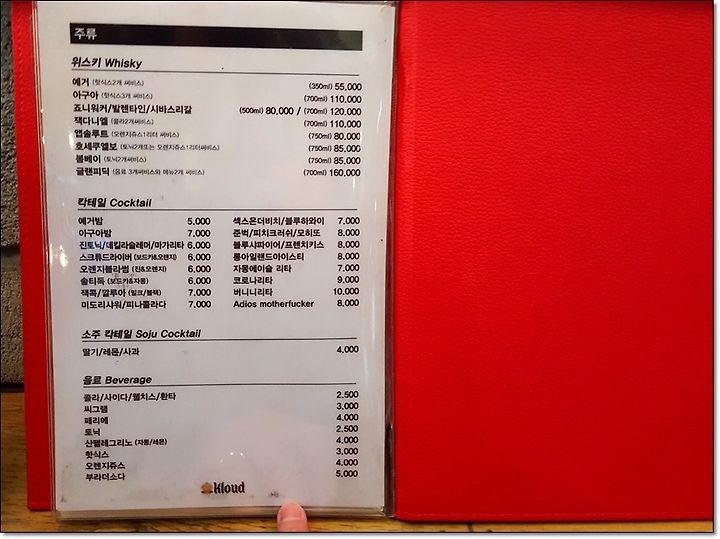 주류
위스키 Whisky
예거 (핫식스2개 써비스) (350ml) 55,000
아구아 (핫식스3개 써비스) (700ml) 110,000
죠니워커/발렌타인/시바스리갈 (500ml) 80,000 / (700ml) 120,000
잭다니엘 (콜라2개써비스) (700ml) 110,000
앱솔루트 (오렌지쥬스1리터 써비스) (750ml) 80,000
호세쿠엘보 (토닉2개또는 오렌지쥬스1리터써비스) (750ml) 85,000
봄베이 (토닉2개써비스) (750ml) 85,000
글랜피딕 (음료 3개써비스와 메뉴2개 써비스) (700ml) 160,000
칵테일 Cocktail
예거밤 5,000
아구아밤 7,000
진토닉/데킬라슬래머/마가리타 6,000
스크류드라이버 (보드카&오렌지) 6,000
오렌지블라썸 (진&오렌지) 6,000
솔티독 (보드카&자몽) 6,000
잭콕/깔루아 (밀크/블랙) 7,000
미도리샤워/피나콜라다 7,000
섹스온더비치/블루하와이 7,000
준벅/피치크러쉬/모히또 8,000
블루샤파이어/프렌치키스 8,000
롱아일랜드아이스티 8,000
자몽에이슬 리타 7,000
코로나리타 9,000
버니니리타 10,000
Adios motherfucker 8,000
소주 칵테일 Soju Cocktail
딸기/레몬/사과 4,000
음료 Beverage
콜라/사이다/웰치스/환타 2,500
씨그램 3,000
페리에 4,000
토닉 2,500
산펠레그리노 (자몽/레몬) 4,000
핫식스 3,000
오렌지쥬스 4,000
부라더소다 5,000
Kloud